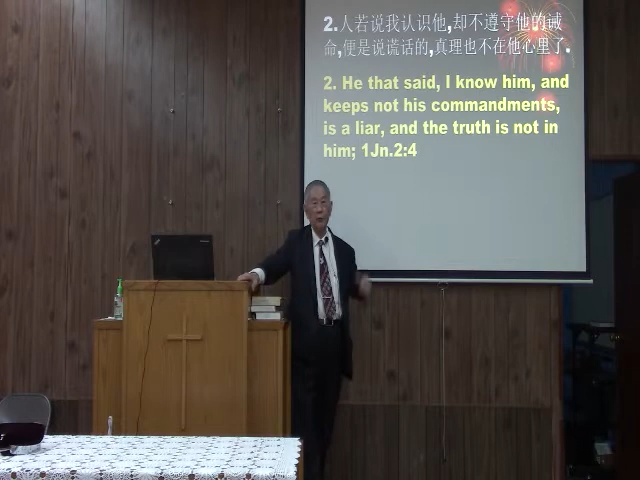 2.人若说我认识他,却不遵守他的诫
命,便是说谎话的,真理也不在他心里了.
2. He that said, I know him, and
keeps not his commandments,
is a liar, and the truth is not in
him; 1Jn.2:4